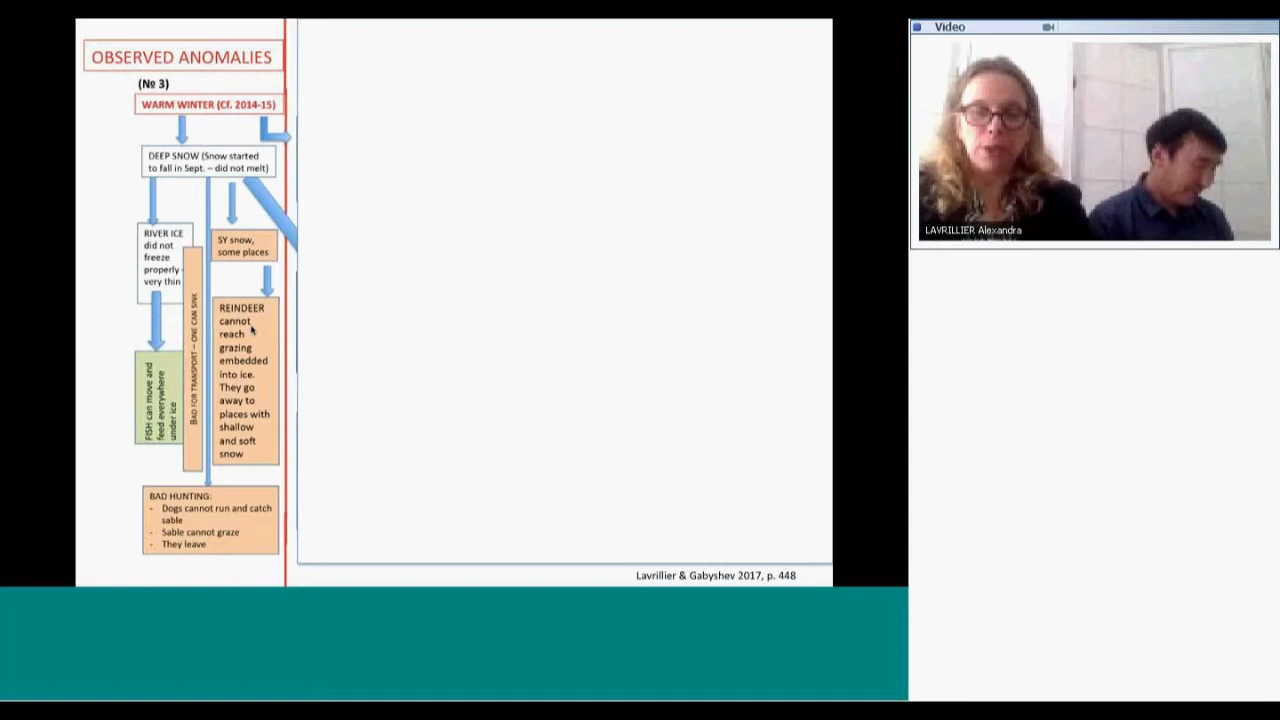 OBSERVED ANOMALIES
(№ 3)
WARM WINTER (Cf. 2014-15)
DEEP SNOW (Snow started
to fall in Sept. – did not melt)
RIVER ICE
did not
freeze
properly -
very thin
SY snow,
some places
BAD FOR TRANSPORT – ONE CAN SINK
REINDEER
cannot
reach
grazing
embedded
into ice.
They go
away to
places with
shallow
and soft
snow
FISH can move and
feed everywhere
under ice
BAD HUNTING:
- Dogs cannot run and catch
sable
- Sable cannot graze
- They leave
Lavrillier & Gabyshev 2017, p. 448
Video
LAVRILLIER Alexandra